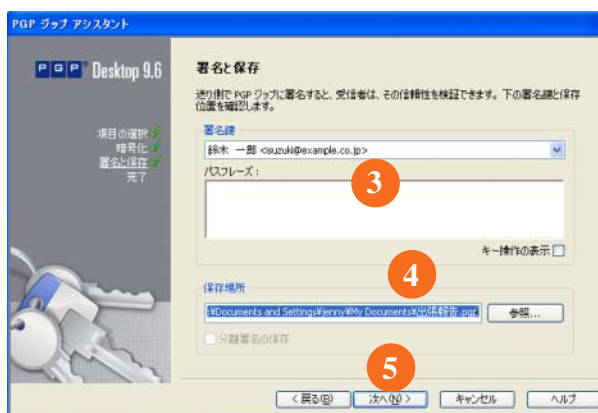 PGP ジップ アシスタント
PGP Desktop 9.6
項目の選択
暗号化
署名と保存
完了
署名と保存
送り側で PGP ジップに署名すると、受信者は、その信頼性を検証できます。下の署名鍵と保存
位置を確認します。
署名鍵
鈴木 一郎 <isuzuki@example.co.jp>
パスフレーズ:
3
キー操作の表示
4
保存場所
:¥Documents and Settings¥jenny¥My Documents¥出張報告.pgp
参照...
分離署名の保存
5
< 戻る(B)
次へ(N) >
キャンセル
ヘルプ